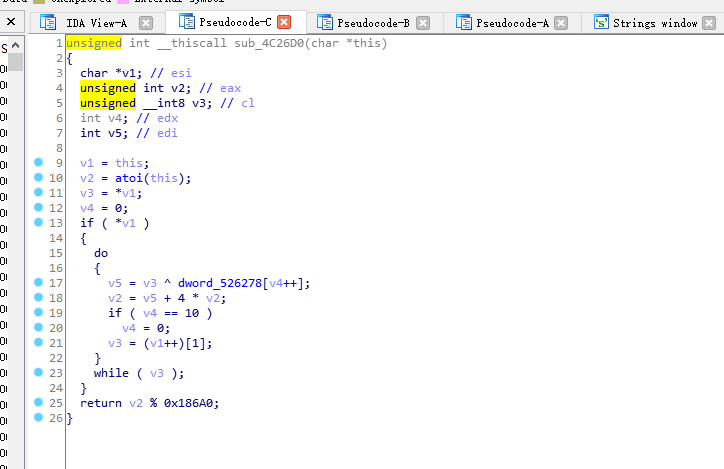 IDA View-A Pseudocode-C Pseudocode-B Pseudocode-A Strings window
1 unsigned int __thiscall sub_4C26D0(char *this)
2 {
3 char *v1; // esi
4 unsigned int v2; // eax
5 unsigned __int8 v3; // cl
6 int v4; // edx
7 int v5; // edi
8
9 v1 = this;
10 v2 = atoi(this);
11 v3 = *v1;
12 v4 = 0;
13 if ( *v1 )
14 {
15 do
16 {
17 v5 = v3 ^ dword_526278[v4++];
18 v2 = v5 + 4 * v2;
19 if ( v4 == 10 )
20 v4 = 0;
21 v3 = (v1++)[1];
22 }
23 while ( v3 );
24 }
25 return v2 % 0x186A0;
26 }